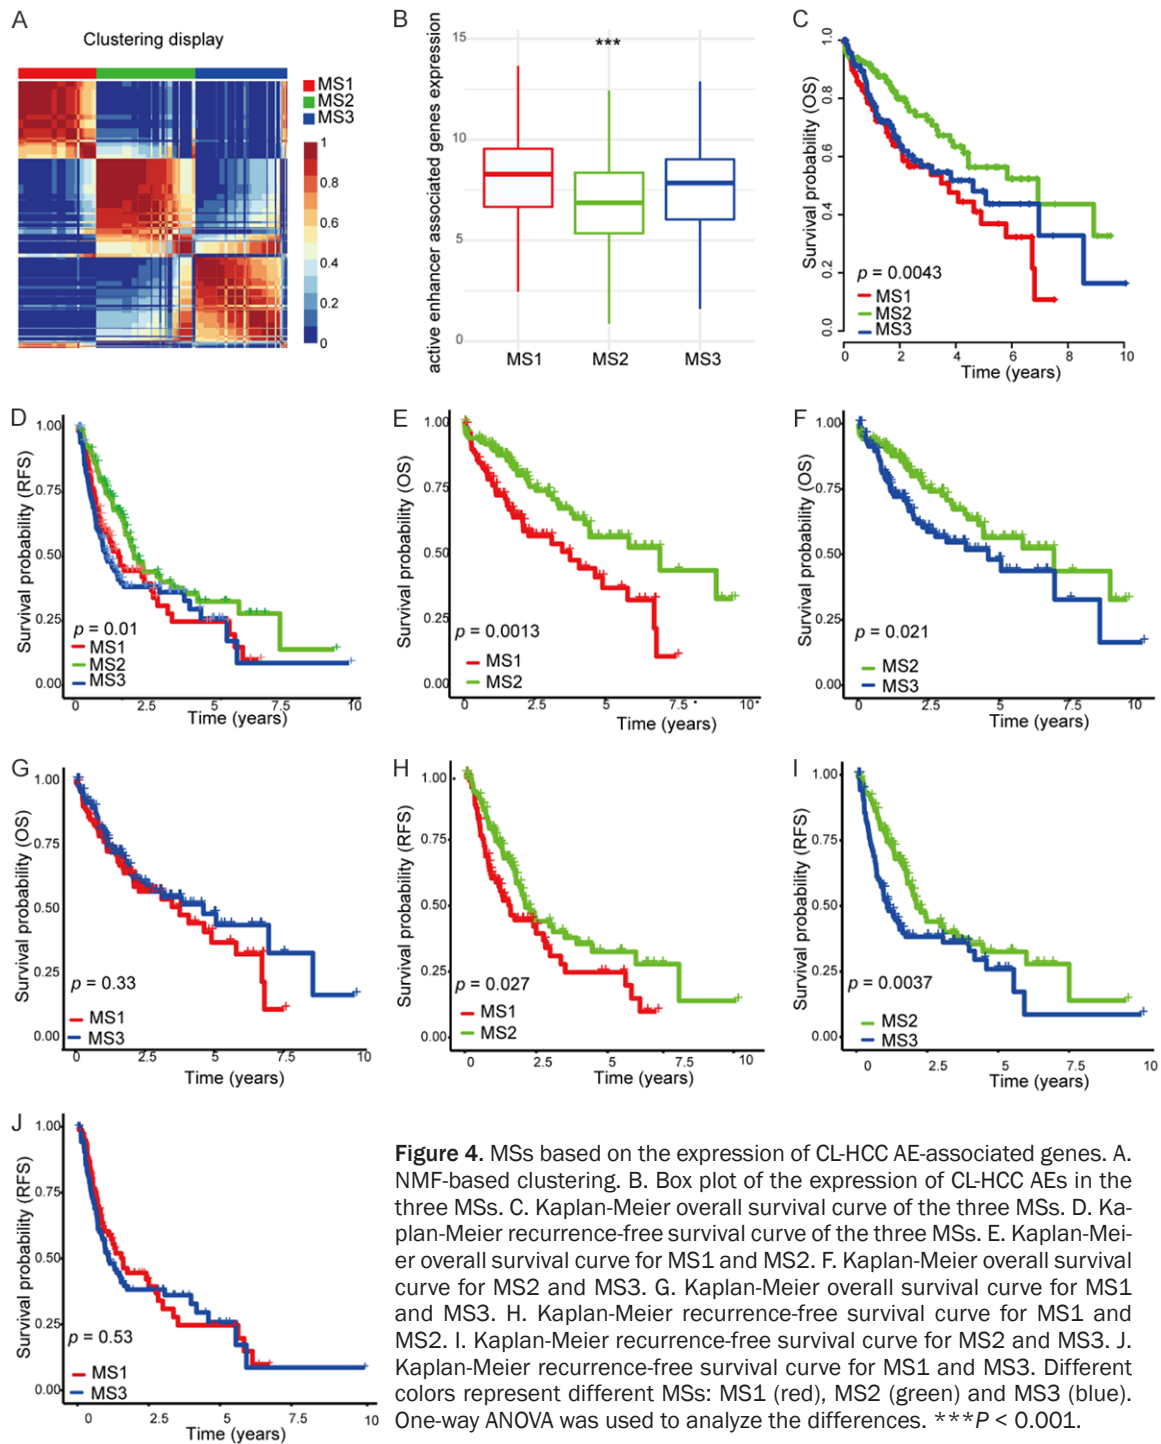 A
Clustering display
MS1
MS2
MS3
1
0.8
0.6
0.4
0.2
0
B
active enhancer associated genes expression
15
10
5
0
***
MS1 MS2 MS3
C
Survival probability (OS)
1.0
0.8
0.6
0.4
0.2
0.0
p = 0.0043
MS1
MS2
MS3
0 2 4 6 8 10
Time (years)
D
Survival probability (RFS)
1.00
0.75
0.50
0.25
0.00
p = 0.01
MS1
MS2
MS3
0 2.5 5 7.5 10
Time (years)
E
Survival probability (OS)
1.00
0.75
0.50
0.25
0.00
p = 0.0013
MS1
MS2
0 2.5 5 7.5 10
Time (years)
F
Survival probability (OS)
1.00
0.75
0.50
0.25
0.00
p = 0.021
MS2
MS3
0 2.5 5 7.5 10
Time (years)
G
Survival probability (OS)
1.00
0.75
0.50
0.25
0.00
p = 0.33
MS1
MS3
0 2.5 5 7.5 10
Time (years)
H
Survival probability (RFS)
1.00
0.75
0.50
0.25
0.00
p = 0.027
MS1
MS2
0 2.5 5 7.5 10
Time (years)
I
Survival probability (RFS)
1.00
0.75
0.50
0.25
0.00
p = 0.0037
MS2
MS3
0 2.5 5 7.5 10
Time (years)
J
Survival probability (RFS)
1.00
0.75
0.50
0.25
0.00
p = 0.53
MS1
MS3
0 2.5 5 7.5 10
Time (years)
Figure 4. MSs based on the expression of CL-HCC AE-associated genes. A.
NMF-based clustering. B. Box plot of the expression of CL-HCC AEs in the
three MSs. C. Kaplan-Meier overall survival curve of the three MSs. D. Ka-
plan-Meier recurrence-free survival curve of the three MSs. E. Kaplan-Mei-
er overall survival curve for MS1 and MS2. F. Kaplan-Meier overall survival
curve for MS2 and MS3. G. Kaplan-Meier overall survival curve for MS1
and MS3. H. Kaplan-Meier recurrence-free survival curve for MS1 and
MS2. I. Kaplan-Meier recurrence-free survival curve for MS2 and MS3. J.
Kaplan-Meier recurrence-free survival curve for MS1 and MS3. Different
colors represent different MSs: MS1 (red), MS2 (green) and MS3 (blue).
One-way ANOVA was used to analyze the differences. ***P < 0.001.